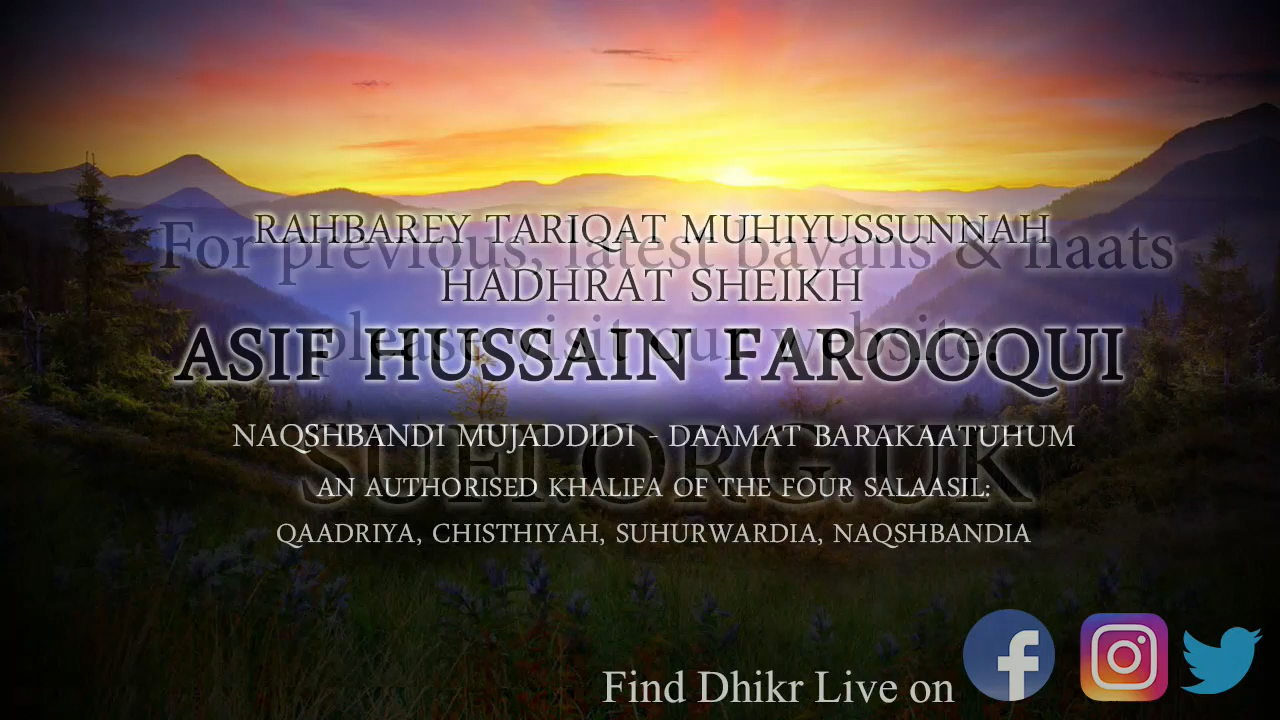 RAHBAREY TARIQAT MUHIYUSSUNNAH
For previous, latest bayans & naats
HADHRAT SHEIKH
please visit our website.
ASIF HUSSAIN FAROOQUI
NAQSHBANDI MUJADDIDI - DAAMAT BARAKAATUHUM
SUFI.ORG.UK
AN AUTHORISED KHALIFA OF THE FOUR SALAASIL:
QAADRIYA, CHISTHIYAH, SUHURWARDIA, NAQSHBANDIA
Find Dhikr Live on